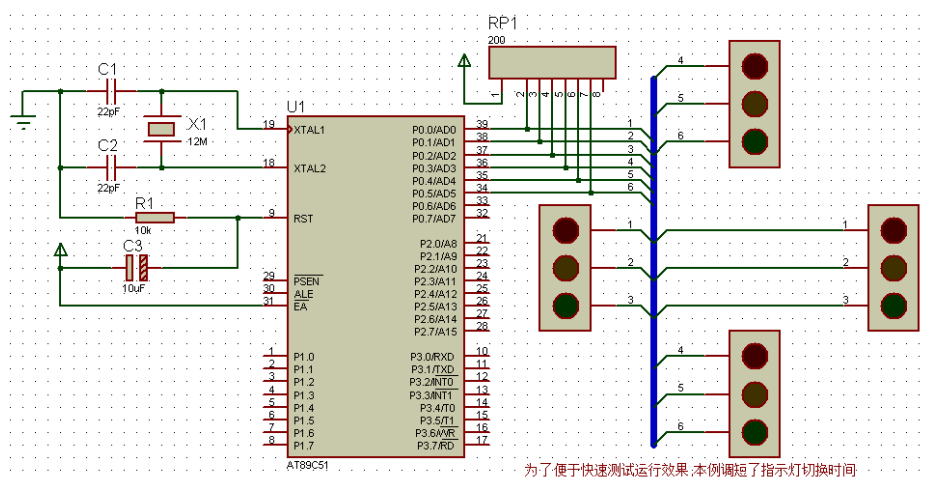 RP1
200
1 2 3 4 5 6 7 8
C1
22pF
X1
12M
C2
22pF
R1
10k
C3
10uF
U1
19 XTAL1
18 XTAL2
9 RST
29 PSEN
30 ALE
31 EA
1 P1.0
2 P1.1
3 P1.2
4 P1.3
5 P1.4
6 P1.5
7 P1.6
8 P1.7
P0.0/AD0 39
P0.1/AD1 38
P0.2/AD2 37
P0.3/AD3 36
P0.4/AD4 35
P0.5/AD5 34
P0.6/AD6 33
P0.7/AD7 32
P2.0/A8 21
P2.1/A9 22
P2.2/A10 23
P2.3/A11 24
P2.4/A12 25
P2.5/A13 26
P2.6/A14 27
P2.7/A15 28
P3.0/RXD 10
P3.1/TXD 11
P3.2/INT0 12
P3.3/INT1 13
P3.4/T0 14
P3.5/T1 15
P3.6/WR 16
P3.7/RD 17
AT89C51
1
2
3
4
5
6
4
5
6
1
2
3
1
2
3
4
5
6
为了便于快速测试运行效果,本例调短了指示灯切换时间